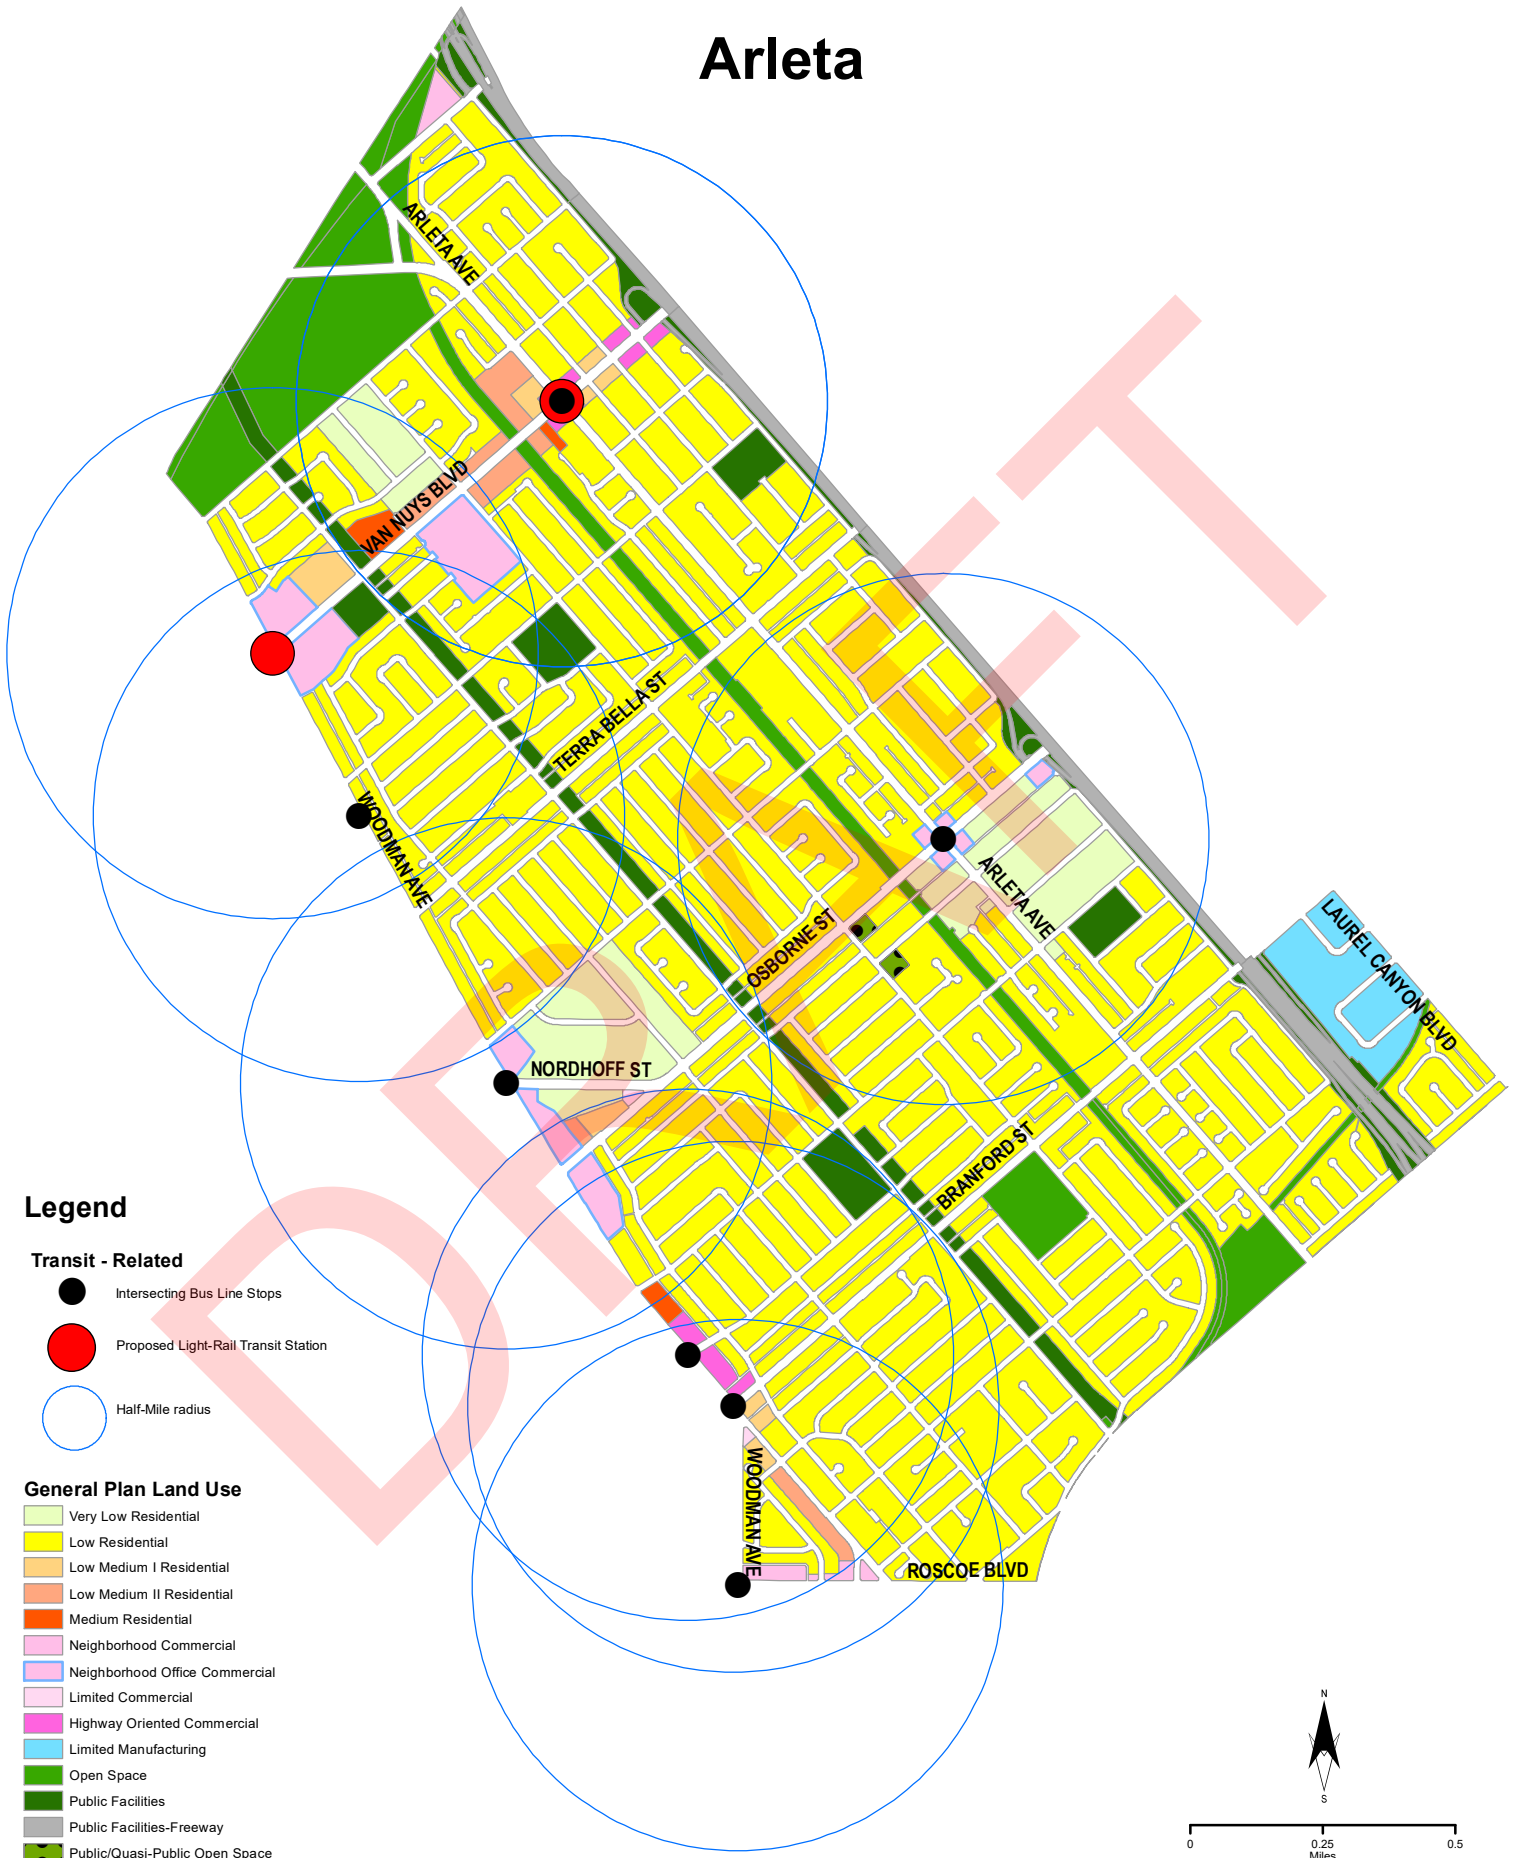 Arleta
ARLETA AVE
VAN NUYS BLVD
TERRA BELLA ST
WOODMAN AVE
OSBORNE ST
ARLETA AVE
LAUREL CANYON BLVD
NORDHOFF ST
BRANFORD ST
WOODMAN AVE
ROSCOE BLVD
DRAFT
Legend
Transit - Related
Intersecting Bus Line Stops
Proposed Light-Rail Transit Station
Half-Mile radius
General Plan Land Use
Very Low Residential
Low Residential
Low Medium I Residential
Low Medium II Residential
Medium Residential
Neighborhood Commercial
Neighborhood Office Commercial
Limited Commercial
Highway Oriented Commercial
Limited Manufacturing
Open Space
Public Facilities
Public Facilities-Freeway
Public/Quasi-Public Open Space
N
S
0 0.25 0.5
Miles